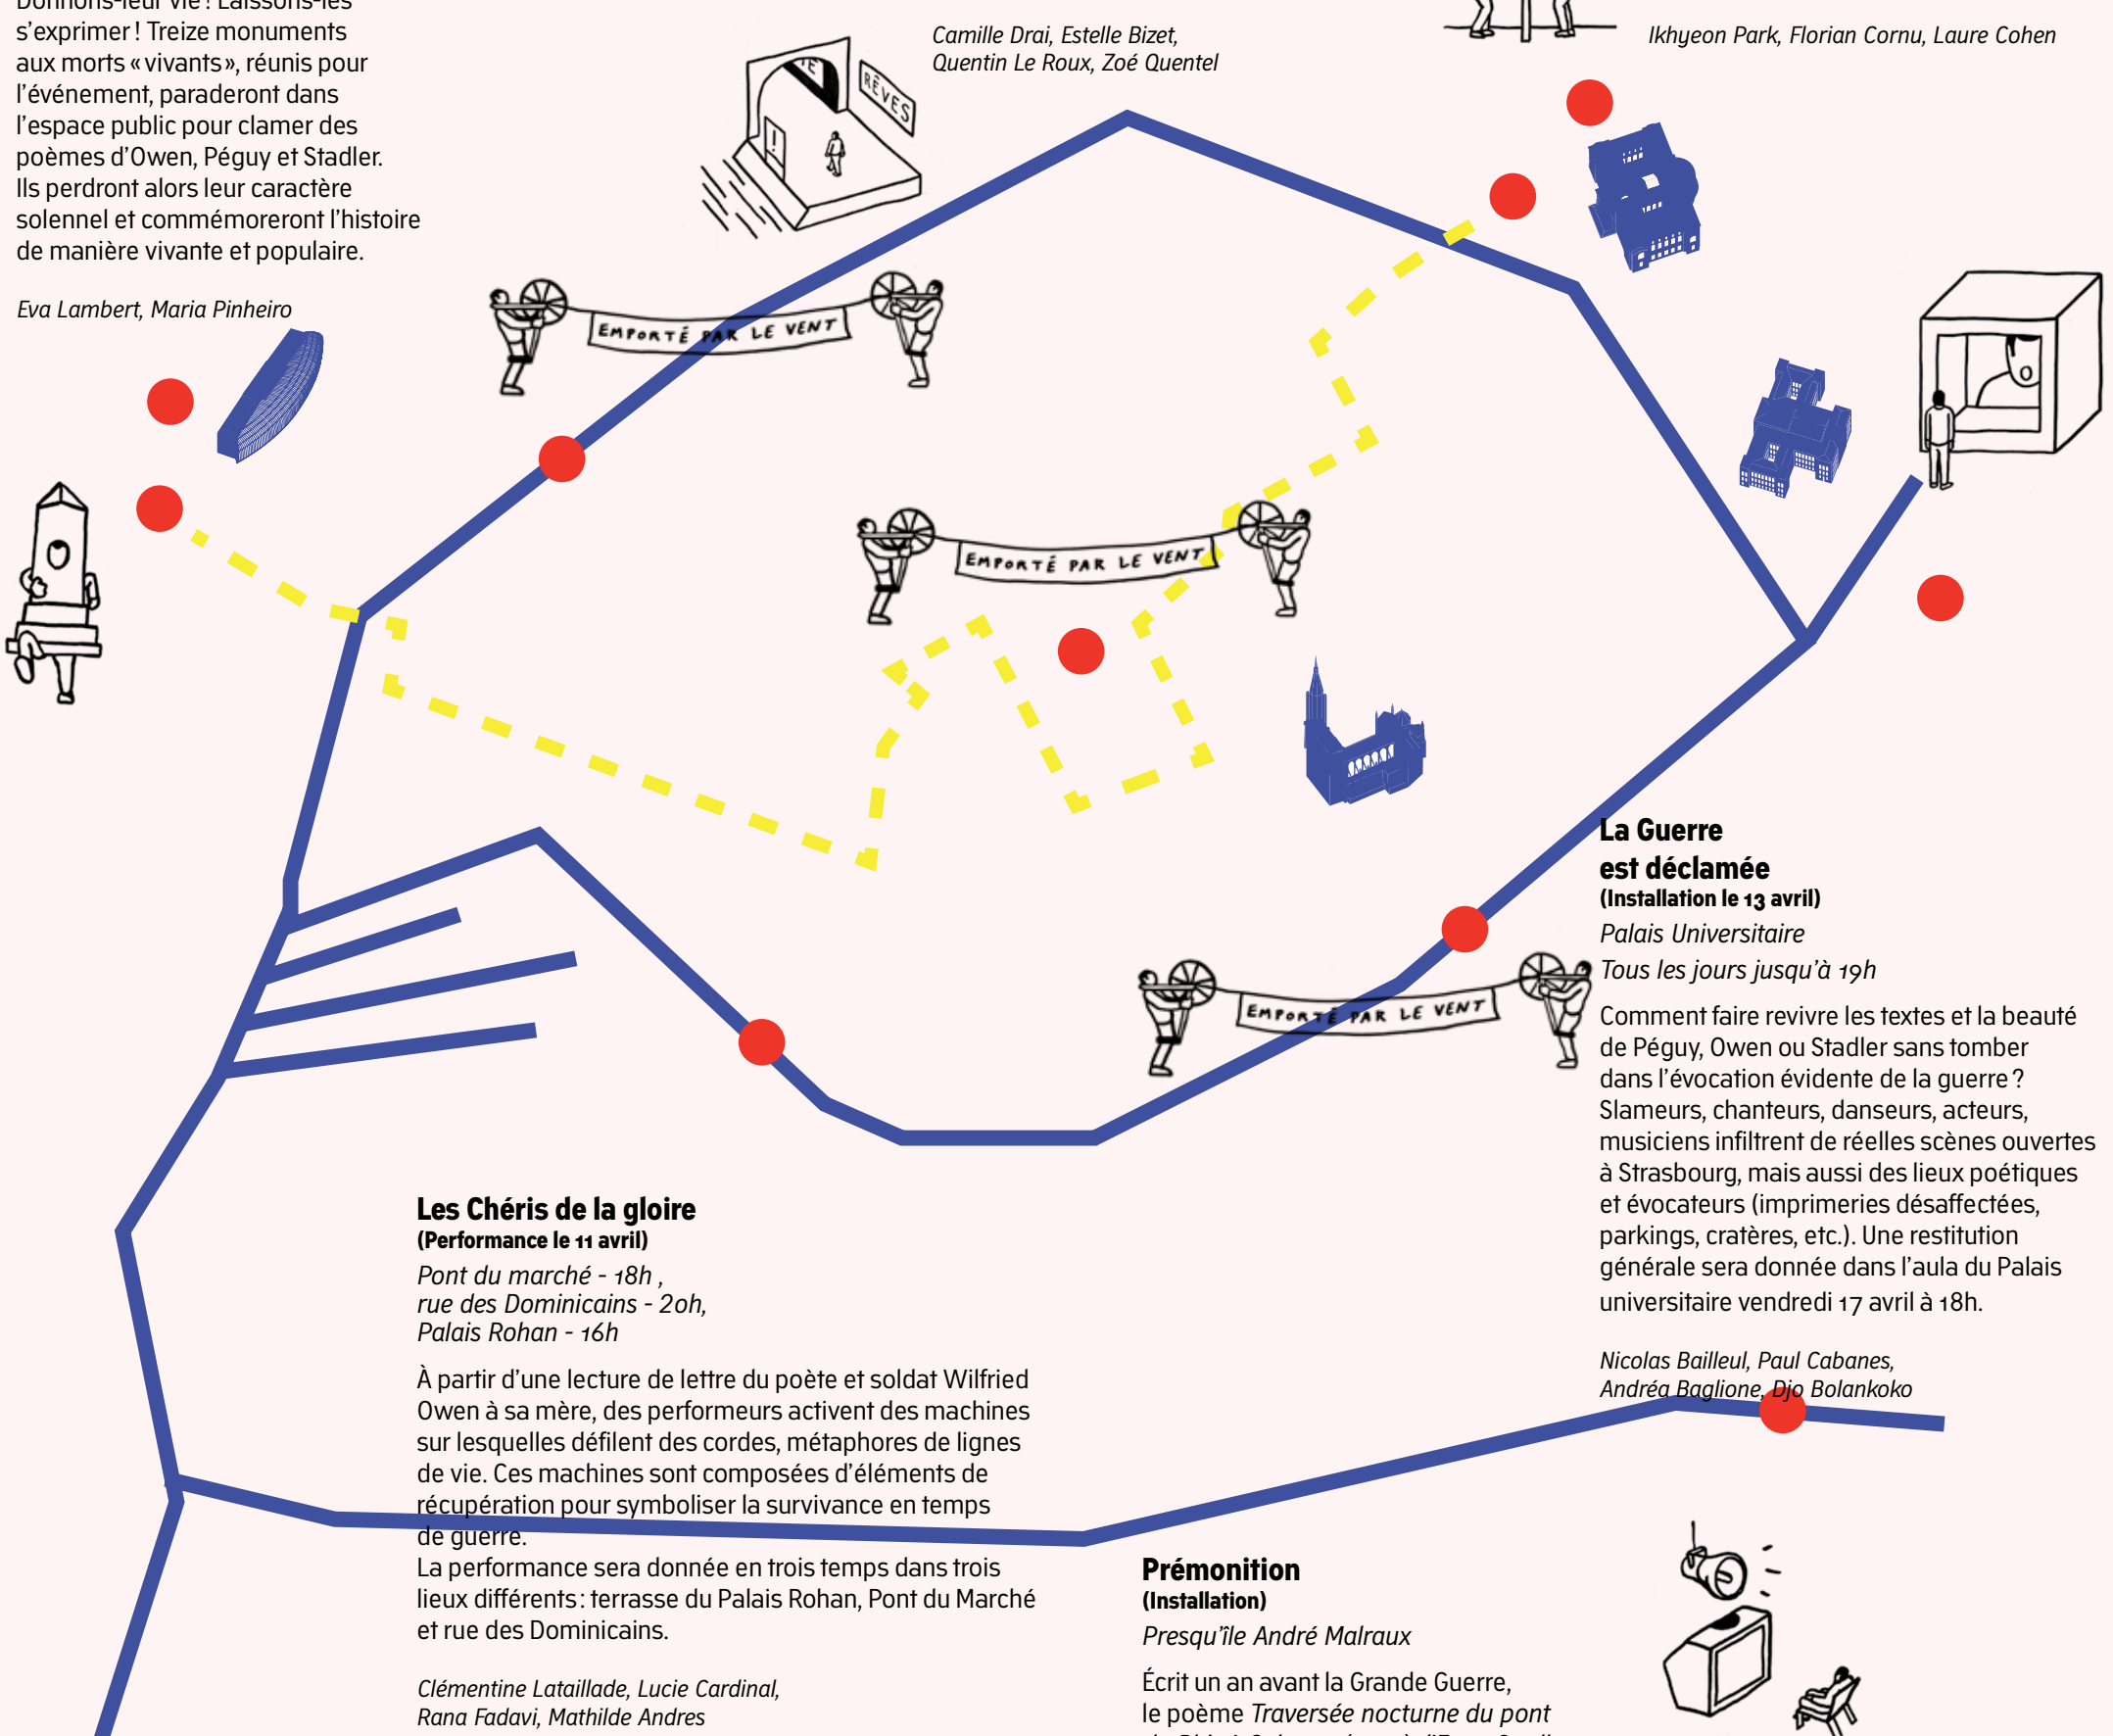 Donnons-leur vie ! Laissons-les
s’exprimer ! Treize monuments
aux morts « vivants », réunis pour
l’événement, paraderont dans
l’espace public pour clamer des
poèmes d’Owen, Péguy et Stadler.
Ils perdront alors leur caractère
solennel et commémoreront l’histoire
de manière vivante et populaire.
Eva Lambert, Maria Pinheiro
Camille Drai, Estelle Bizet,
Quentin Le Roux, Zoé Quentel
Ikhyeon Park, Florian Cornu, Laure Cohen
RÊVES
!
EMPORTÉ PAR LE VENT
EMPORTÉ PAR LE VENT
EMPORTÉ PAR LE VENT
La Guerre
est déclamée
(Installation le 13 avril)
Palais Universitaire
Tous les jours jusqu’à 19h
Comment faire revivre les textes et la beauté
de Péguy, Owen ou Stadler sans tomber
dans l’évocation évidente de la guerre ?
Slameurs, chanteurs, danseurs, acteurs,
musiciens infiltrent de réelles scènes ouvertes
à Strasbourg, mais aussi des lieux poétiques
et évocateurs (imprimeries désaffectées,
parkings, cratères, etc.). Une restitution
générale sera donnée dans l’aula du Palais
universitaire vendredi 17 avril à 18h.
Nicolas Bailleul, Paul Cabanes,
Andréa Baglione, Djo Bolankoko
Les Chéris de la gloire
(Performance le 11 avril)
Pont du marché - 18h ,
rue des Dominicains - 20h,
Palais Rohan - 16h
À partir d’une lecture de lettre du poète et soldat Wilfried
Owen à sa mère, des performeurs activent des machines
sur lesquelles défilent des cordes, métaphores de lignes
de vie. Ces machines sont composées d’éléments de
récupération pour symboliser la survivance en temps
de guerre.
La performance sera donnée en trois temps dans trois
lieux différents : terrasse du Palais Rohan, Pont du Marché
et rue des Dominicains.
Clémentine Lataillade, Lucie Cardinal,
Rana Fadavi, Mathilde Andres
Prémonition
(Installation)
Presqu’île André Malraux
Écrit un an avant la Grande Guerre,
le poème Traversée nocturne du pont